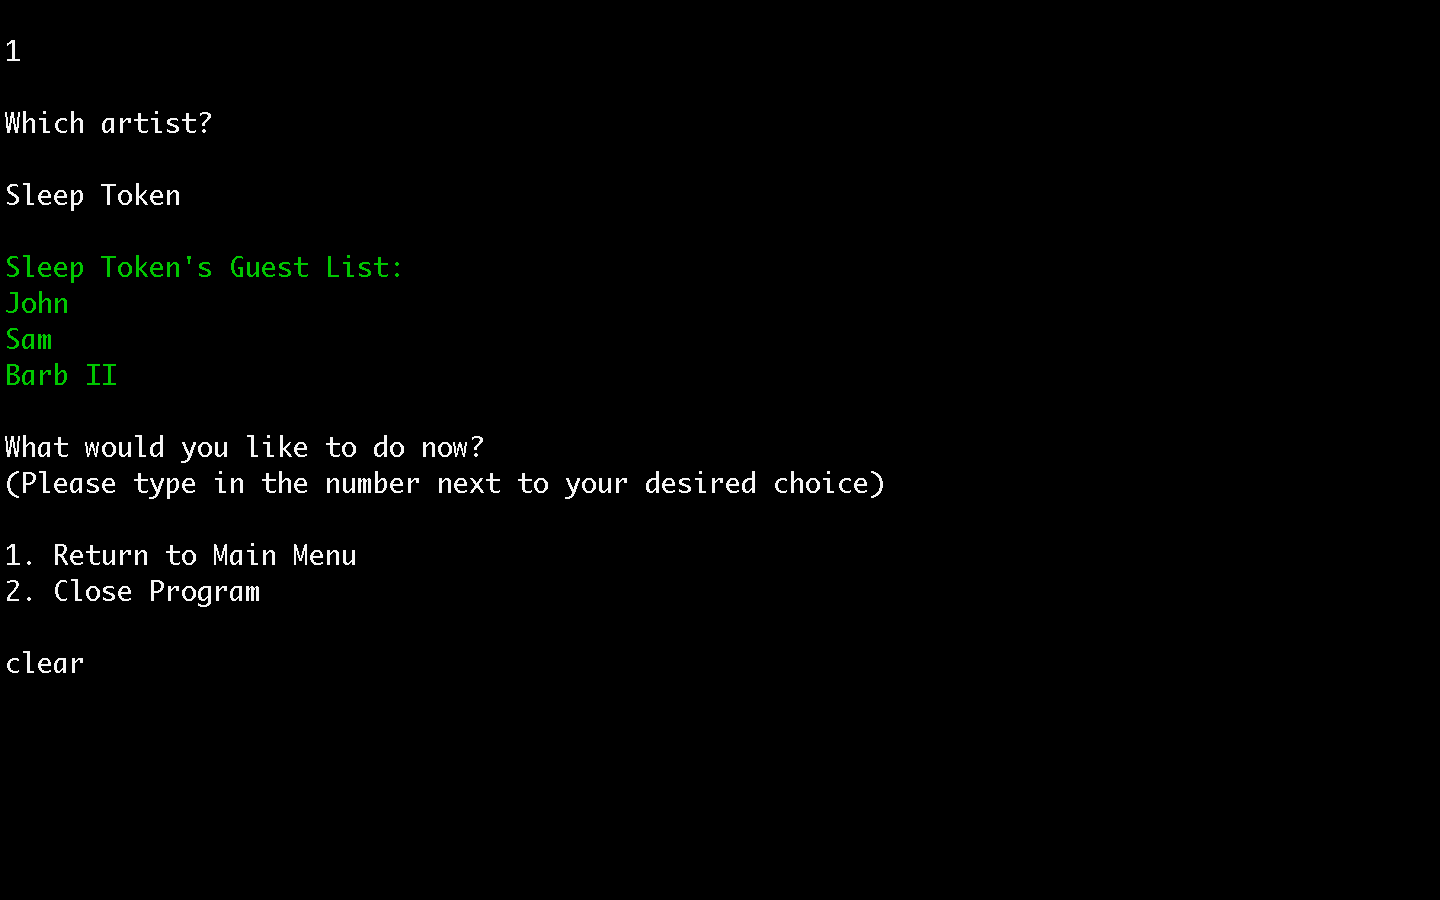 1
Which artist?
Sleep Token
Sleep Token's Guest List:
John
Sam
Barb II
What would you like to do now?
(Please type in the number next to your desired choice)
1. Return to Main Menu
2. Close Program
clear